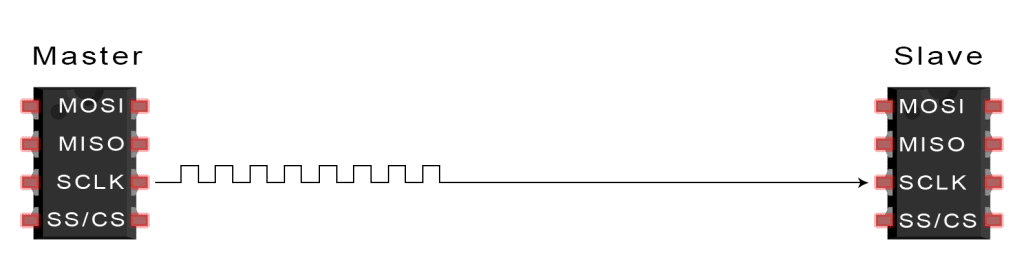 Master
Slave
MOSI
MISO
SCLK
SS/CS
MOSI
MISO
SCLK
SS/CS